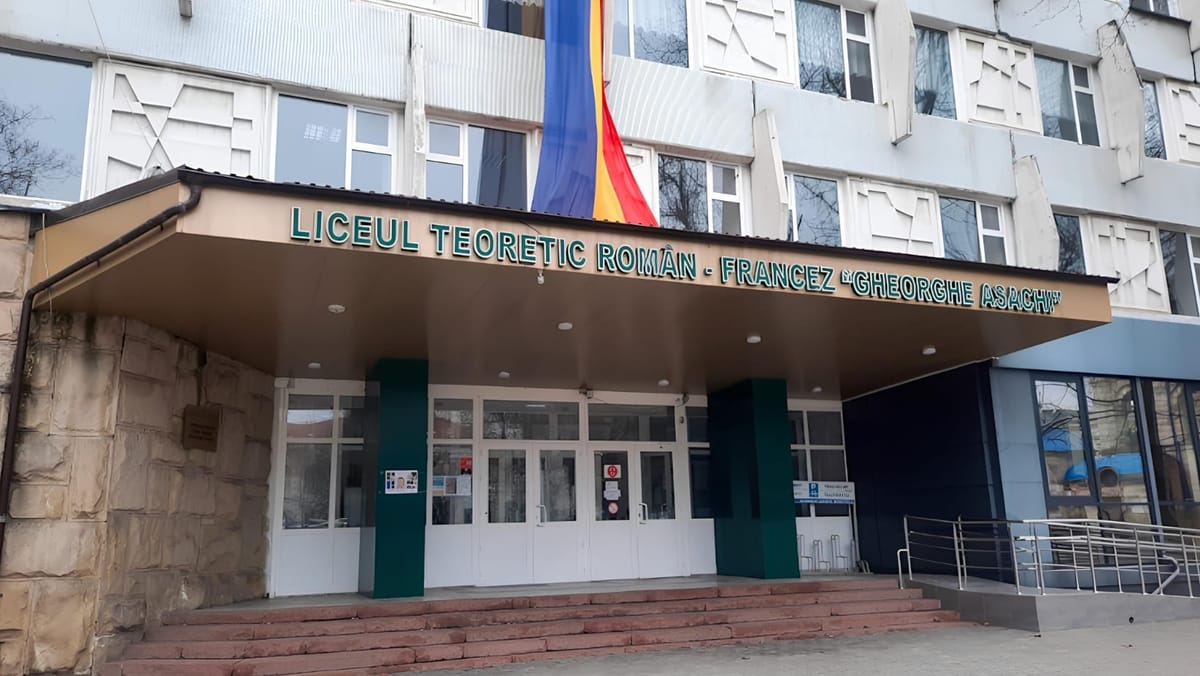 LICEUL TEORETIC ROMÂN - FRANCEZ "GHEORGHE ASACHI"